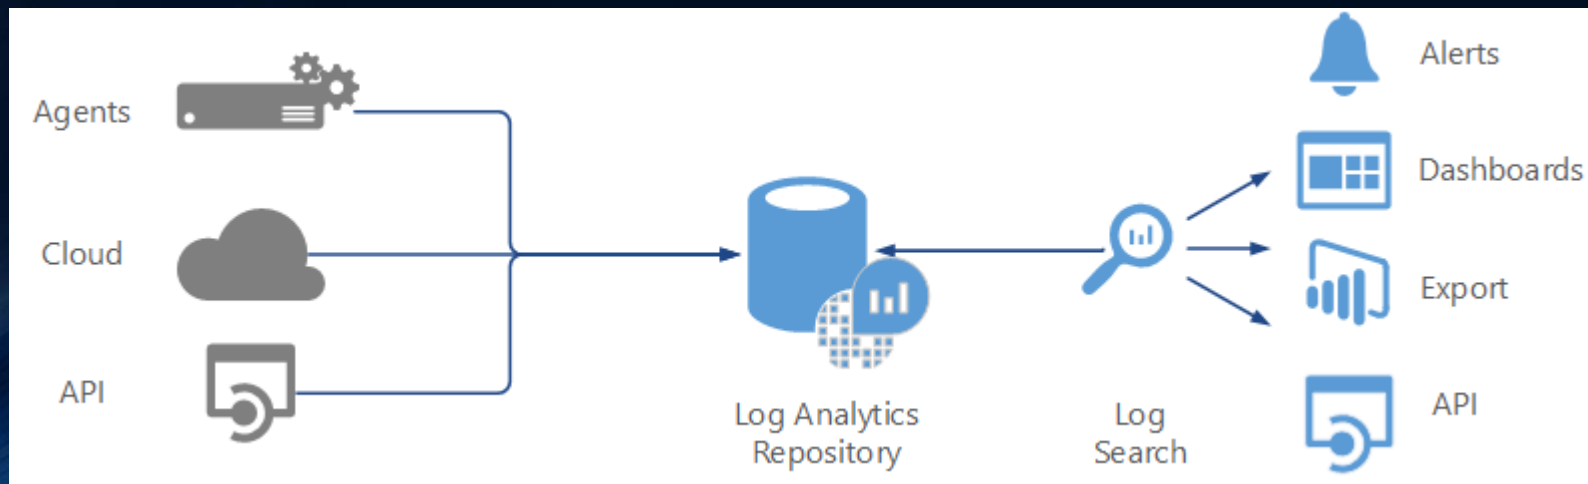 Agents
Cloud
API
Log Analytics
Repository
Log
Search
Alerts
Dashboards
Export
API